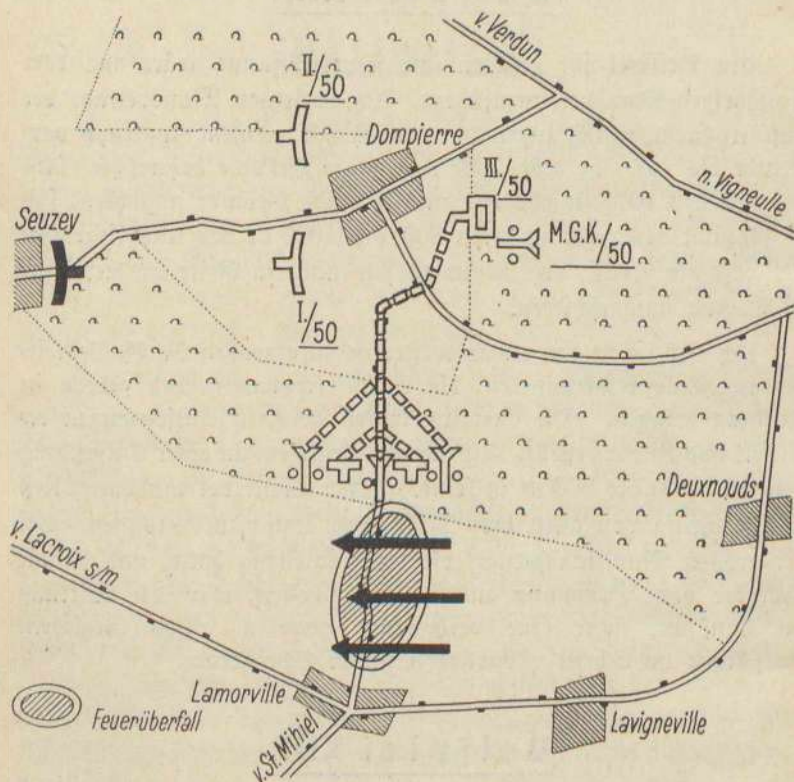 v. Verdun
II./50
Dompierre
III./50
n. Vigneulle
Seuzey
M.G.K./50
I./50
Deuxnouds
v. Lacroix s/m
Lamorville
Feuerüberfall
Lavigneville
v. St. Mihiel